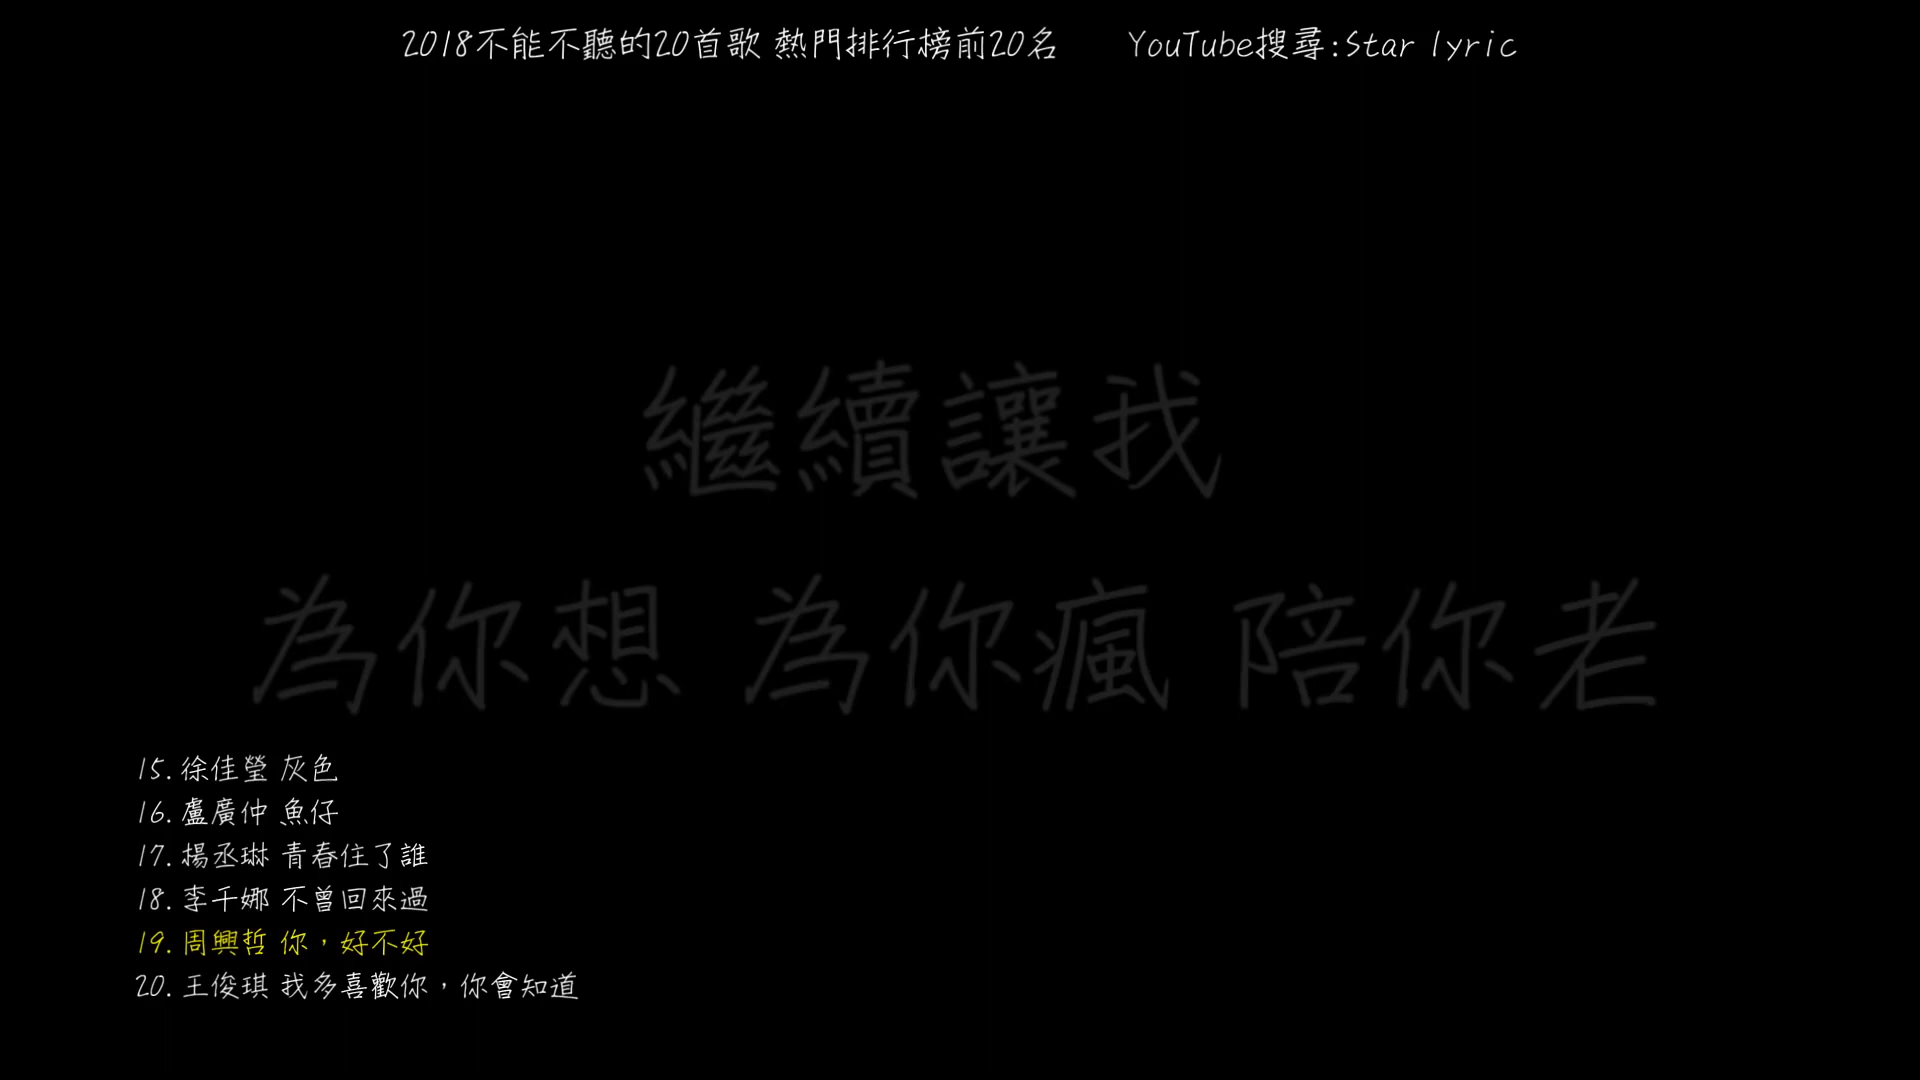 2018不能不聽的20首歌 熱門排行榜前20名 YouTube搜尋:Star lyric
繼續讓我
為你想 為你瘋 陪你老
15. 徐佳瑩 灰色
16. 盧廣仲 魚仔
17. 楊丞琳 青春住了誰
18. 李千娜 不曾回來過
19. 周興哲 你，好不好
20. 王俊琪 我多喜歡你，你會知道